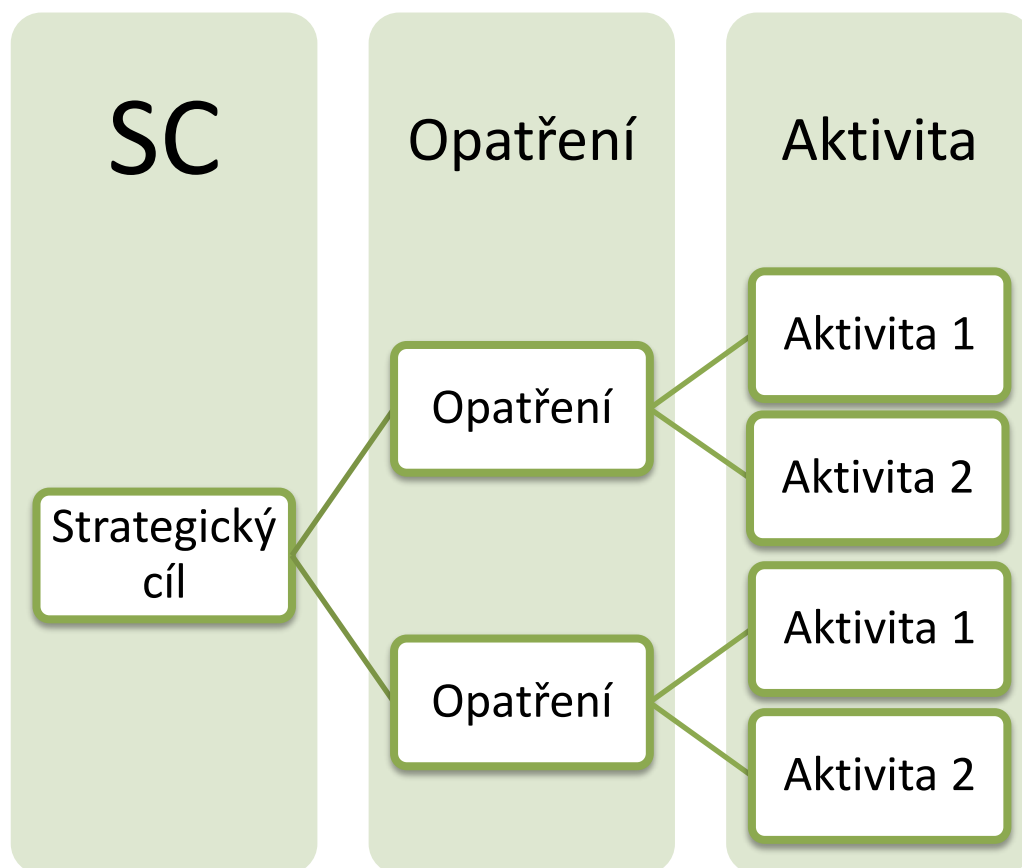 SC
Opatření
Aktivita
Strategický
cíl
Opatření
Aktivita 1
Aktivita 2
Opatření
Aktivita 1
Aktivita 2